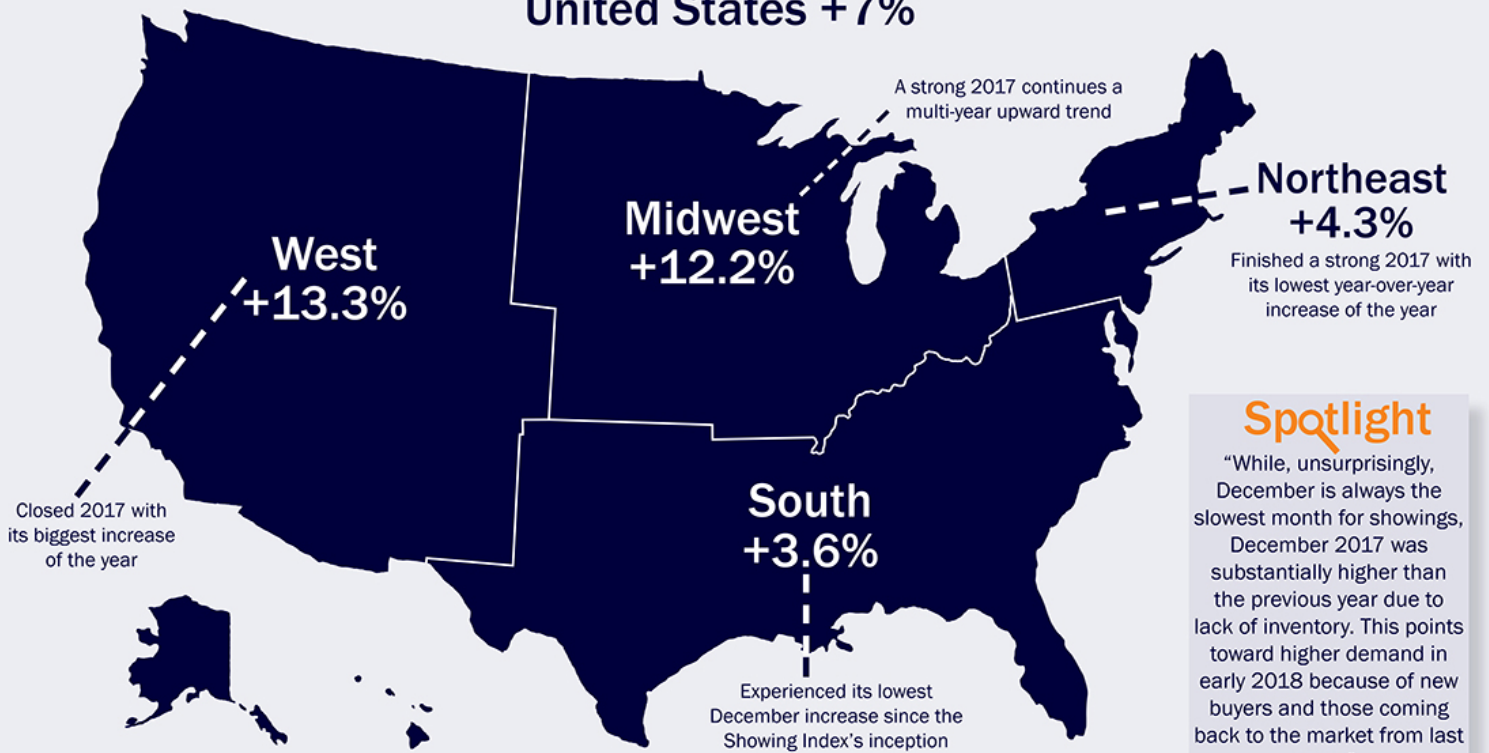 United States +7%
A strong 2017 continues a
multi-year upward trend
Northeast
+4.3%
Finished a strong 2017 with
its lowest year-over-year
increase of the year
Midwest
+12.2%
West
+13.3%
Closed 2017 with
its biggest increase
of the year
South
+3.6%
Experienced its lowest
December increase since the
Showing Index's inception
Spotlight
“While, unsurprisingly,
December is always the
slowest month for showings,
December 2017 was
substantially higher than
the previous year due to
lack of inventory. This points
toward higher demand in
early 2018 because of new
buyers and those coming
back to the market from last